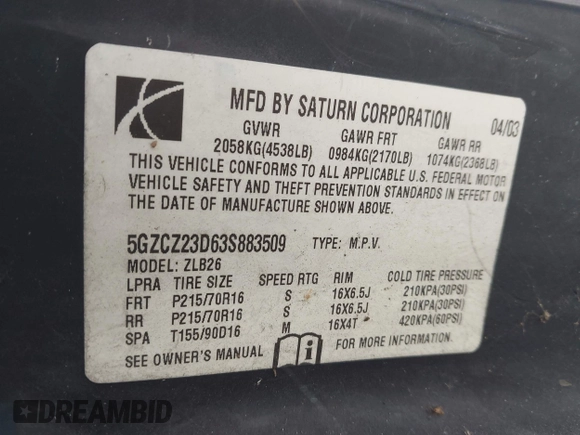 MFD BY SATURN CORPORATION 04/03
GVWR GAWR FRT GAWR RR
2058KG(4538LB) 0984KG(2170LB) 1074KG(2368LB)
THIS VEHICLE CONFORMS TO ALL APPLICABLE U.S. FEDERAL MOTOR
VEHICLE SAFETY AND THEFT PREVENTION STANDARDS IN EFFECT ON
THE DATE OF MANUFACTURE SHOWN ABOVE.
5GZCZ23D63S883509 TYPE: M.P.V.
MODEL: ZLB26
LPRA TIRE SIZE SPEED RTG RIM COLD TIRE PRESSURE
FRT P215/70R16 S 16X6.5J 210KPA(30PSI)
RR P215/70R16 S 16X6.5J 210KPA(30PSI)
SPA T155/90D16 M 16X4T 420KPA(60PSI)
SEE OWNER'S MANUAL i FOR MORE INFORMATION.
DREAMBID